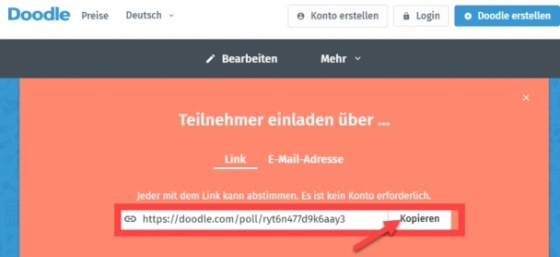 Doodle Preise Deutsch Konto erstellen Login Doodle erstellen
Bearbeiten Mehr
Teilnehmer einladen über ...
Link E-Mail-Adresse
Jeder mit dem Link kann abstimmen. Es ist kein Konto erforderlich.
https://doodle.com/poll/ryt6n477d9k6aay3 Kopieren